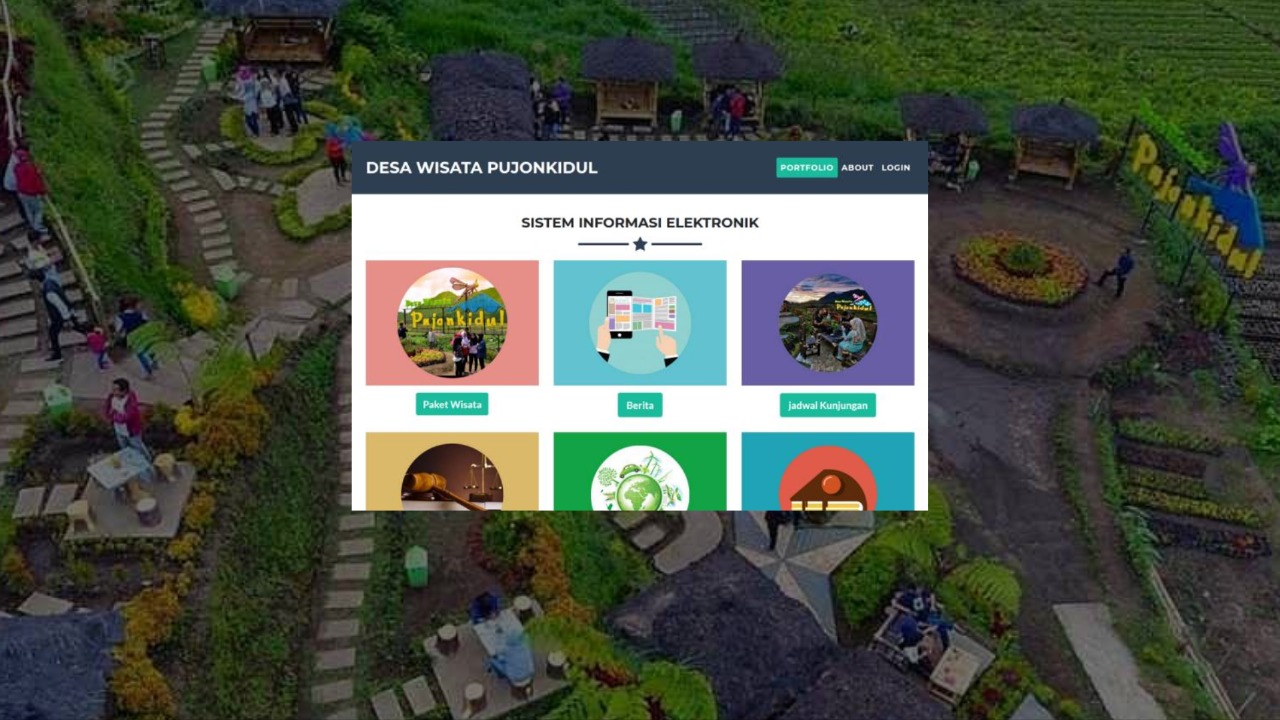 DESA WISATA PUJONKIDUL
PORTFOLIO ABOUT LOGIN
SISTEM INFORMASI ELEKTRONIK
Pujonkidul
Pujonkidul
Pujonkidul
Paket Wisata
Berita
jadwal Kunjungan